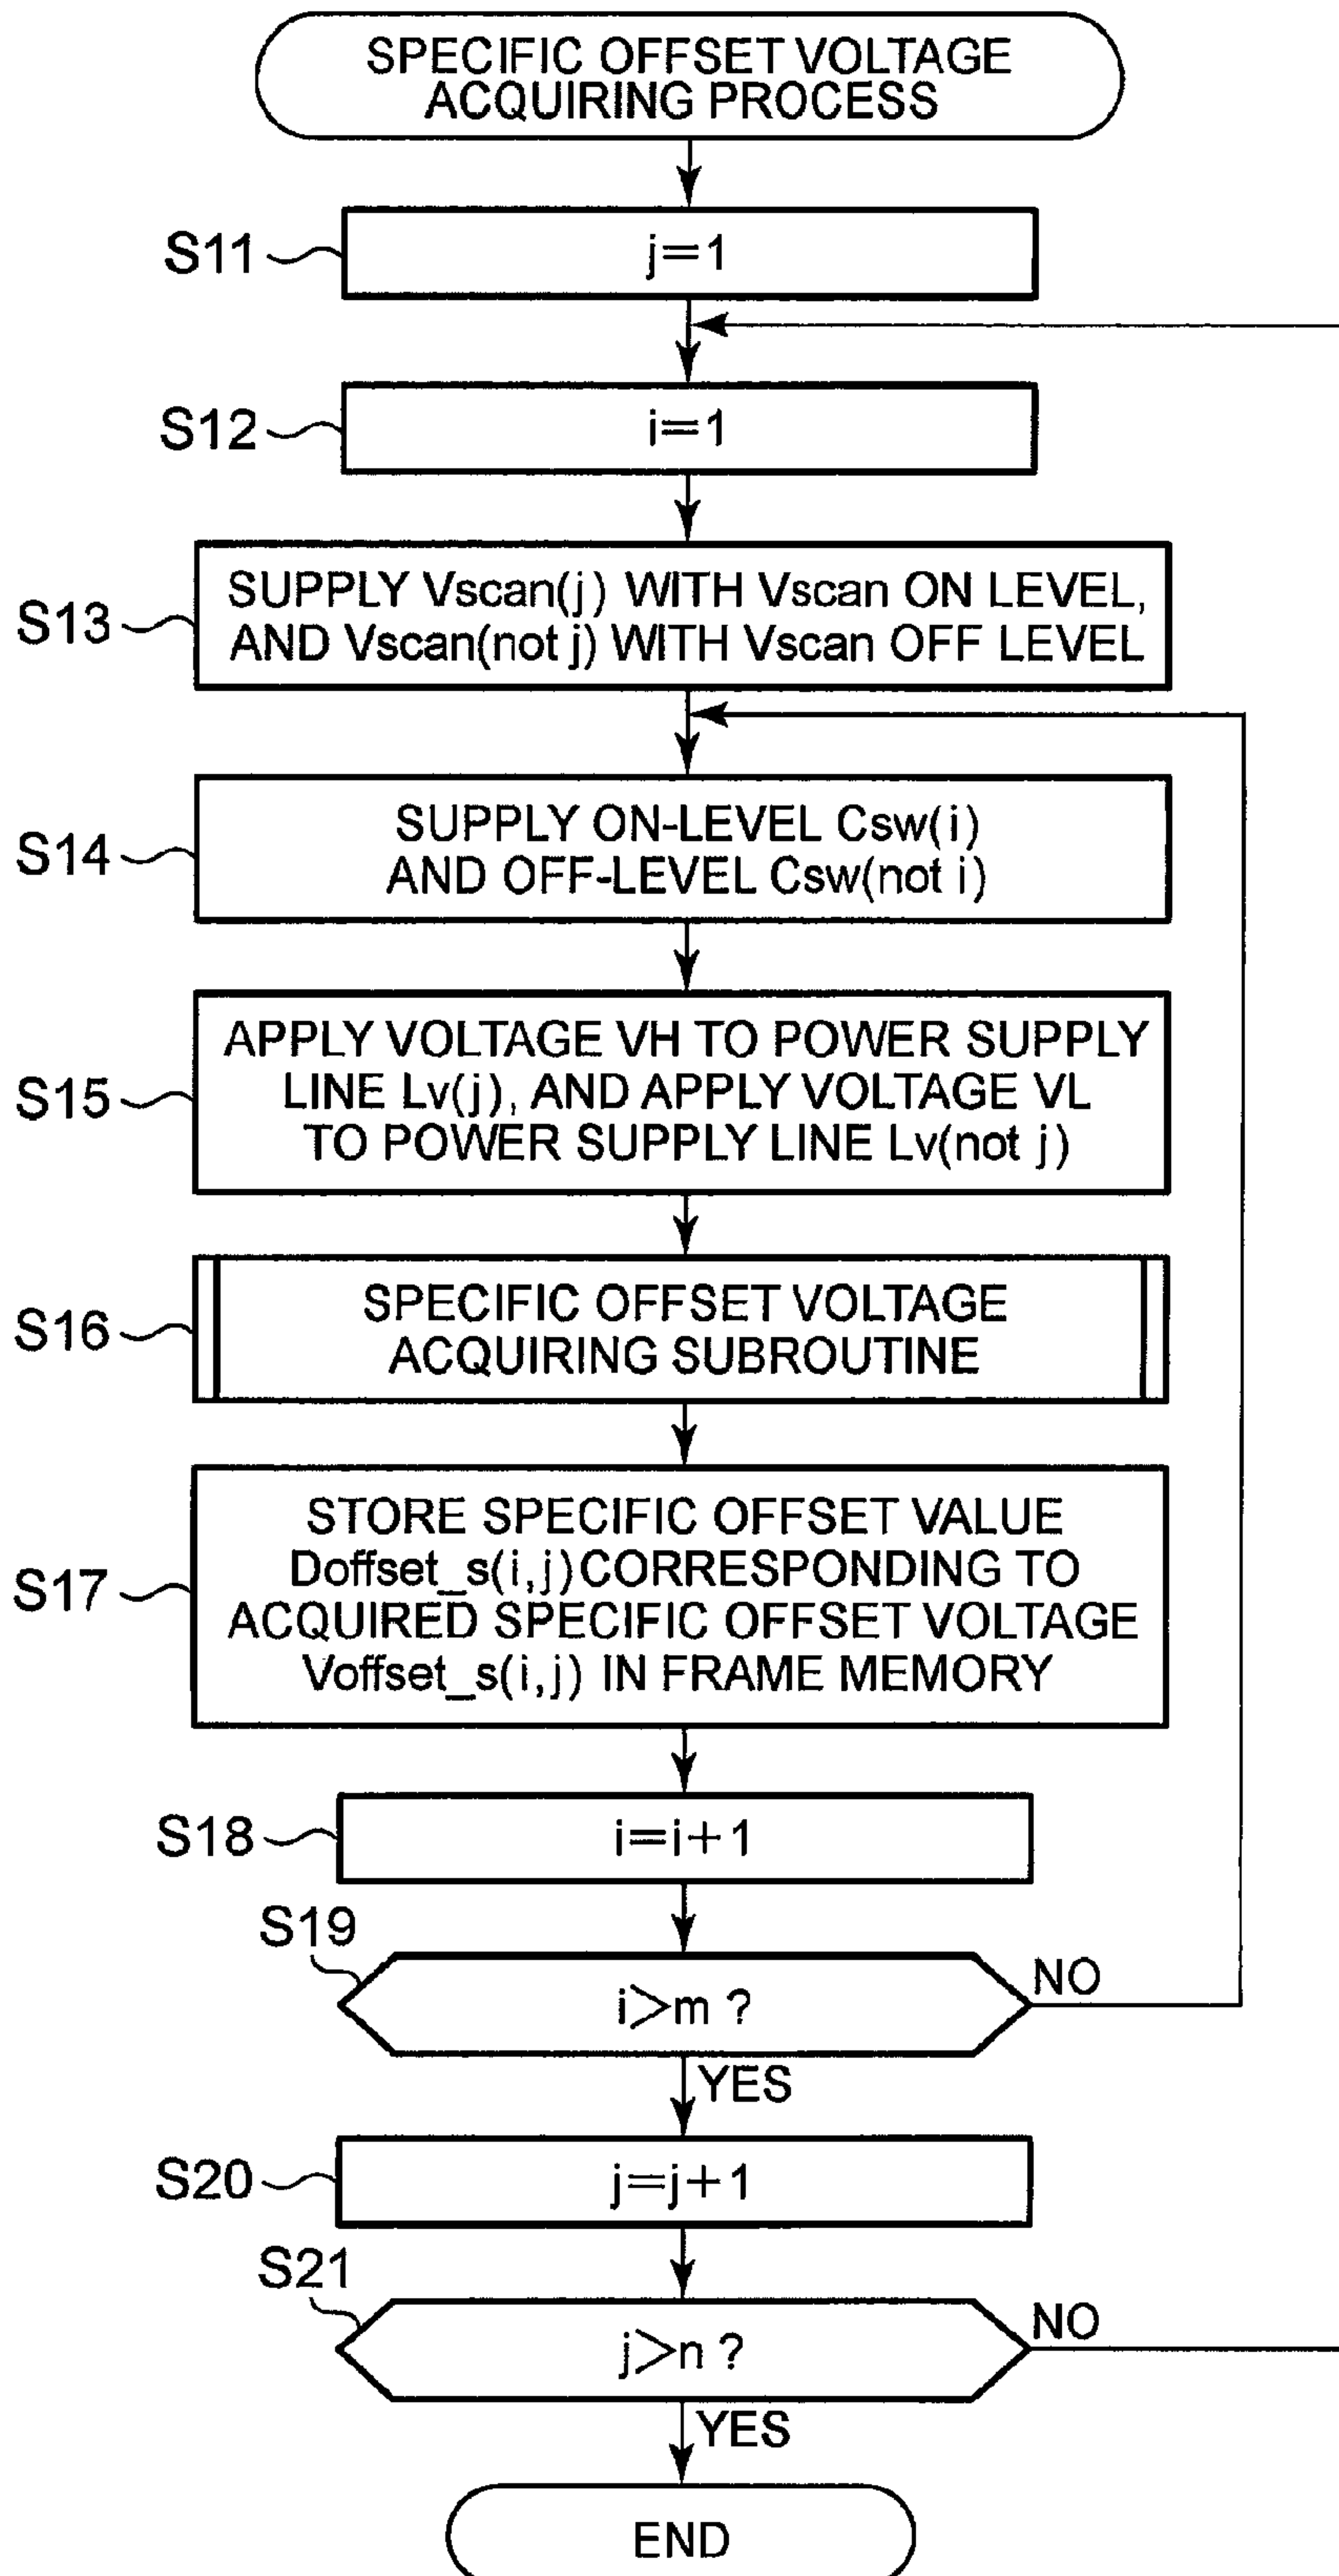 SPECIFIC OFFSET VOLTAGE
ACQUIRING PROCESS
S11
j=1
S12
i=1
S13
SUPPLY Vscan(j) WITH Vscan ON LEVEL,
AND Vscan(not j) WITH Vscan OFF LEVEL
S14
SUPPLY ON-LEVEL Csw(i)
AND OFF-LEVEL Csw(not i)
S15
APPLY VOLTAGE VH TO POWER SUPPLY
LINE Lv(j), AND APPLY VOLTAGE VL
TO POWER SUPPLY LINE Lv(not j)
S16
SPECIFIC OFFSET VOLTAGE
ACQUIRING SUBROUTINE
S17
STORE SPECIFIC OFFSET VALUE
Doffset_s(i,j)CORRESPONDING TO
ACQUIRED SPECIFIC OFFSET VOLTAGE
Voffset_s(i,j) IN FRAME MEMORY
S18
i=i+1
S19
i>m ?
NO
YES
S20
j=j+1
S21
j>n ?
NO
YES
END